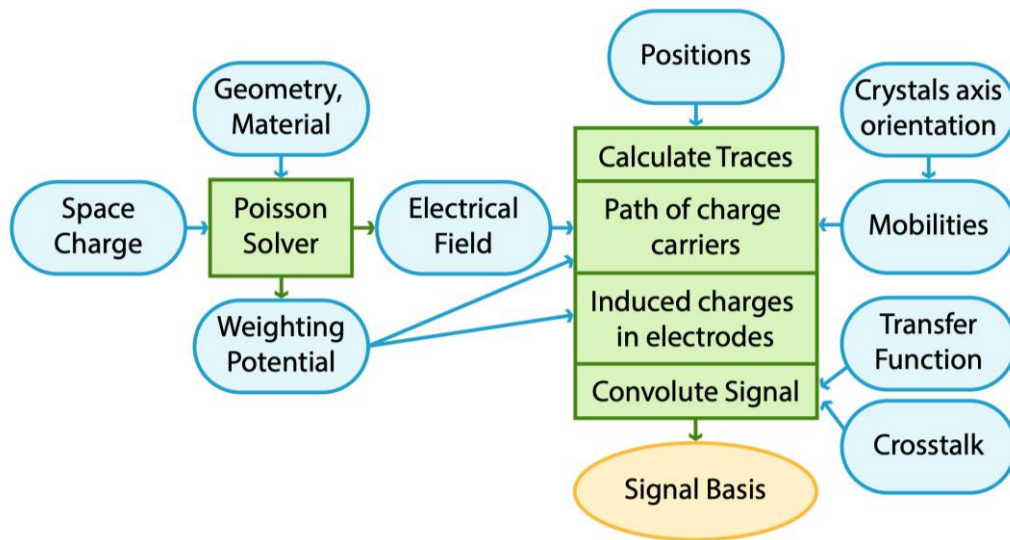 Positions
Geometry,
Material
Crystals axis
orientation
Calculate Traces
Space
Charge
Poisson
Solver
Electrical
Field
Path of charge
carriers
Mobilities
Weighting
Potential
Induced charges
in electrodes
Transfer
Function
Convolute Signal
Crosstalk
Signal Basis